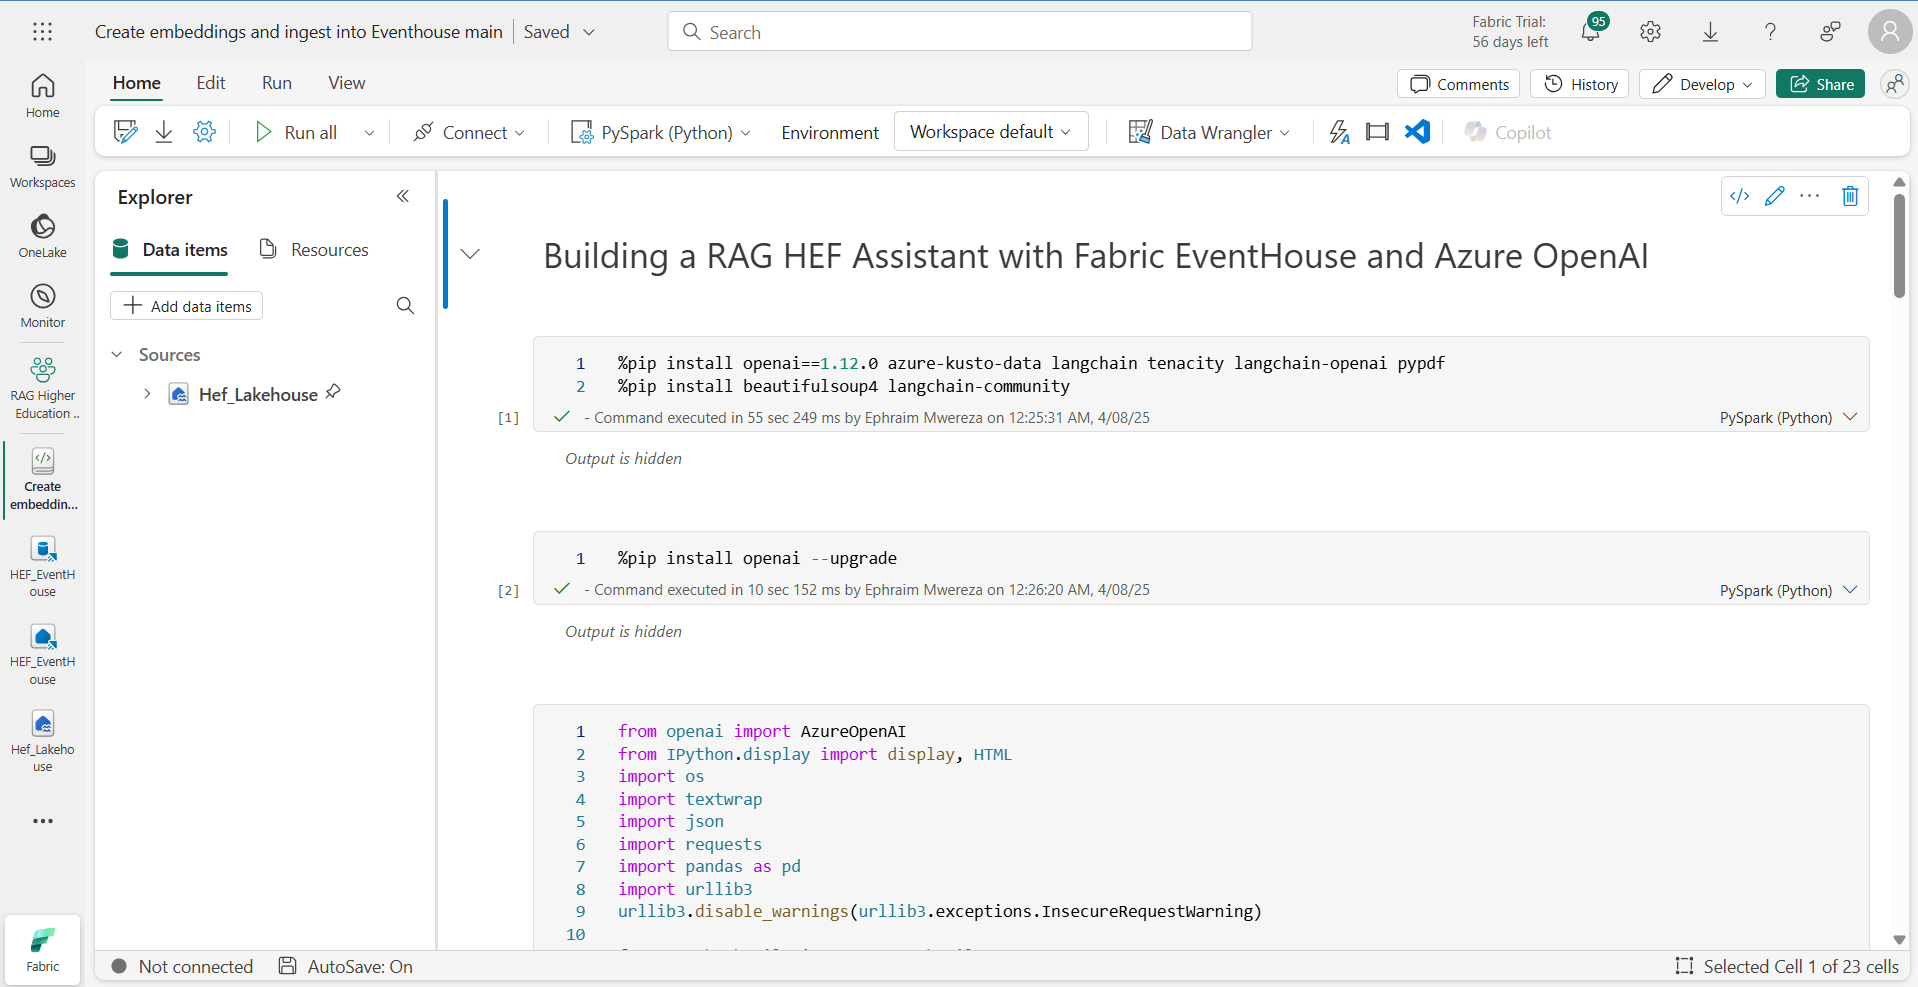 Create embeddings and ingest into Eventhouse main
Saved
Search
Fabric Trial:
56 days left
95
Home
Edit
Run
View
Comments
History
Develop
Share
Run all
Connect
PySpark (Python)
Environment
Workspace default
Data Wrangler
Copilot
Home
Workspaces
OneLake
Monitor
RAG Higher
Education ..
Create
embeddin...
HEF_EventH
ouse
HEF_EventH
ouse
Hef_Lakeho
use
Fabric
Explorer
Data items
Resources
Add data items
Sources
Hef_Lakehouse
Building a RAG HEF Assistant with Fabric EventHouse and Azure OpenAI
1 %pip install openai==1.12.0 azure-kusto-data langchain tenacity langchain-openai pypdf
2 %pip install beautifulsoup4 langchain-community
[1] - Command executed in 55 sec 249 ms by Ephraim Mwereza on 12:25:31 AM, 4/08/25
PySpark (Python)
Output is hidden
1 %pip install openai --upgrade
[2] - Command executed in 10 sec 152 ms by Ephraim Mwereza on 12:26:20 AM, 4/08/25
PySpark (Python)
Output is hidden
1 from openai import AzureOpenAI
2 from IPython.display import display, HTML
3 import os
4 import textwrap
5 import json
6 import requests
7 import pandas as pd
8 import urllib3
9 urllib3.disable_warnings(urllib3.exceptions.InsecureRequestWarning)
10
Not connected
AutoSave: On
Selected Cell 1 of 23 cells